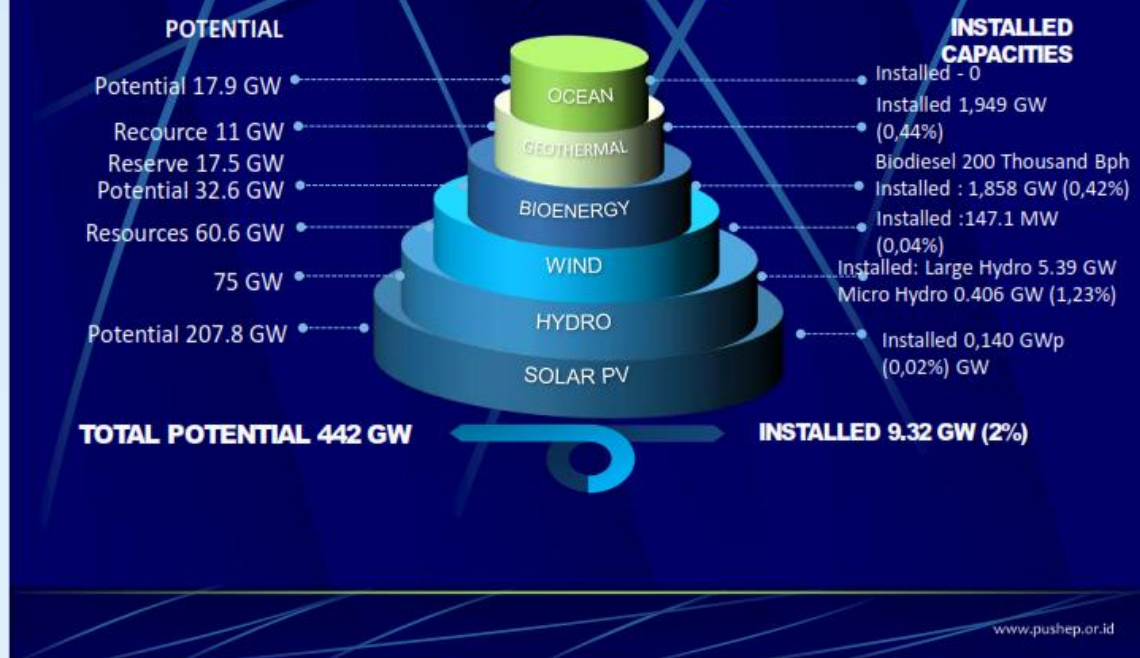 POTENTIAL
Potential 17.9 GW
Recource 11 GW
Reserve 17.5 GW
Potential 32.6 GW
Resources 60.6 GW
75 GW
Potential 207.8 GW
OCEAN
GEOTHERMAL
BIOENERGY
WIND
HYDRO
SOLAR PV
INSTALLED
CAPACITIES
Installed - 0
Installed 1,949 GW
(0,44%)
Biodiesel 200 Thousand Bph
Installed : 1,858 GW (0,42%)
Installed :147.1 MW
(0,04%)
Installed: Large Hydro 5.39 GW
Micro Hydro 0.406 GW (1,23%)
Installed 0,140 GWp
(0,02%) GW
TOTAL POTENTIAL 442 GW
INSTALLED 9.32 GW (2%)
www.pushep.or.id